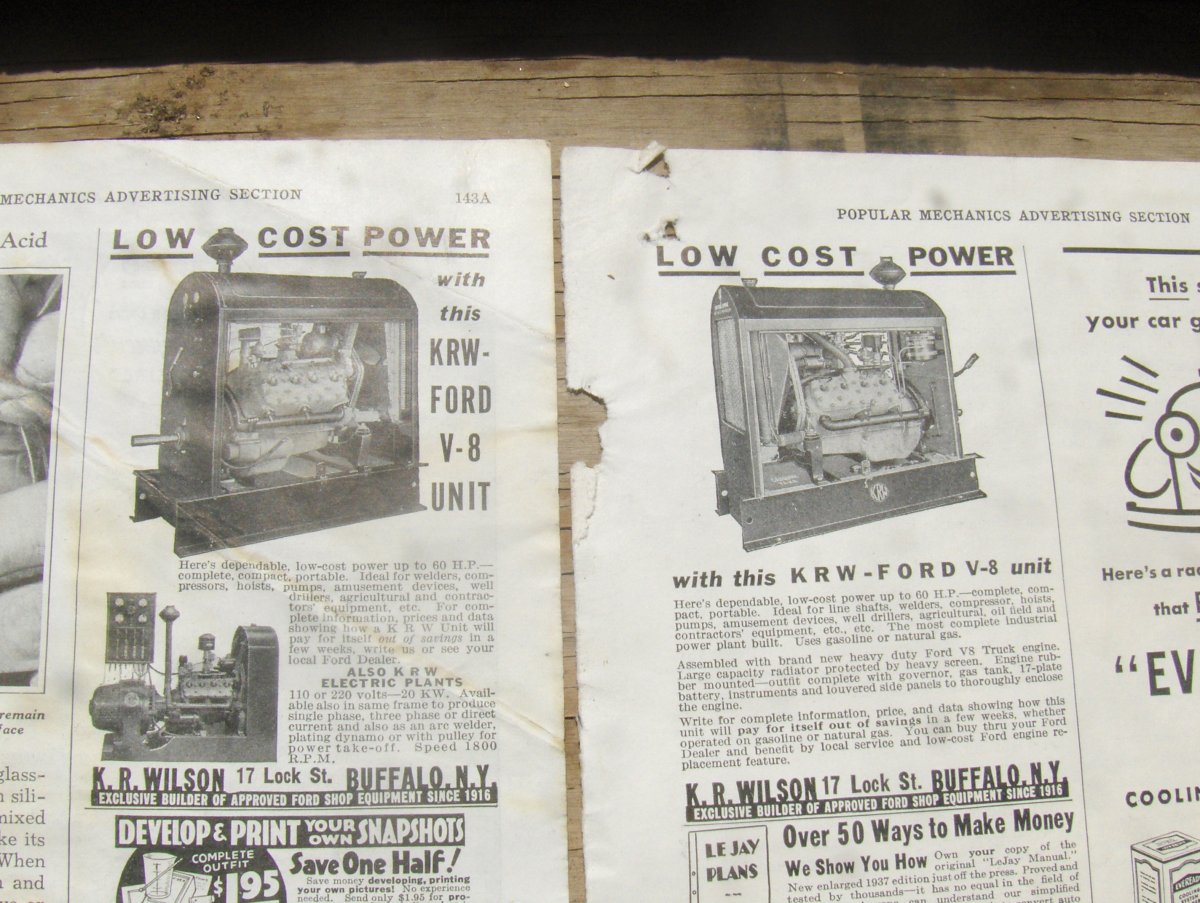 MECHANICS ADVERTISING SECTION 143A
Acid
remain
face
glass-
sili-
mixed
ke its
When
and
LOW COST POWER
with
this
KRW-
FORD
V-8
UNIT
Here's dependable, low-cost power up to 60 H.P.—
complete, compact, portable. Ideal for welders, com-
pressors, hoists, pumps, amusement devices, well
drillers, agricultural and contrac-
tors' equipment, etc. For com-
plete information, prices and data
showing how a K R W Unit will
pay for itself out of savings in a
few weeks, write us or see your
local Ford Dealer.
ALSO K R W
ELECTRIC PLANTS
110 or 220 volts—20 KW. Avail-
able also in same frame to produce
single phase, three phase or direct
current and also as an arc welder,
plating dynamo or with pulley for
power take-off. Speed 1800
R.P.M.
K. R. WILSON 17 Lock St. BUFFALO, N.Y.
EXCLUSIVE BUILDER OF APPROVED FORD SHOP EQUIPMENT SINCE 1916
DEVELOP & PRINT YOUR OWN SNAPSHOTS
COMPLETE
OUTFIT
$1.95
Save One Half!
Save money developing, printing
your own pictures! No experience
needed. Send only $1.95 for pro-
POPULAR MECHANICS ADVERTISING SECTION
LOW COST POWER
KRW
with this KRW-FORD V-8 unit
Here's dependable, low-cost power up to 60 H.P.—complete, com-
pact, portable. Ideal for line shafts, welders, compressor, hoists,
pumps, amusement devices, well drillers, agricultural, oil field and
contractors' equipment, etc., etc. The most complete industrial
power plant built. Uses gasoline or natural gas.
Assembled with brand new heavy duty Ford V8 Truck engine.
Large capacity radiator protected by heavy screen. Engine rub-
ber mounted—outfit complete with governor, gas tank, 17-plate
battery, instruments and louvered side panels to thoroughly enclose
the engine.
Write for complete information, price, and data showing how this
unit will pay for itself out of savings in a few weeks, whether
operated on gasoline or natural gas. You can buy thru your Ford
Dealer and benefit by local service and low-cost Ford engine re-
placement feature.
K. R. WILSON 17 Lock St. BUFFALO, N.Y.
EXCLUSIVE BUILDER OF APPROVED FORD SHOP EQUIPMENT SINCE 1916
LE JAY
PLANS
Over 50 Ways to Make Money
We Show You How Own your copy of the
original "LeJay Manual."
New enlarged 1937 edition just off the press. Proved and
tested by thousands—it has no equal in the field of
can understand our simplified
convert auto
This s
your car g
Here's a rad
that
"EV
COOLIN
EVEREADY